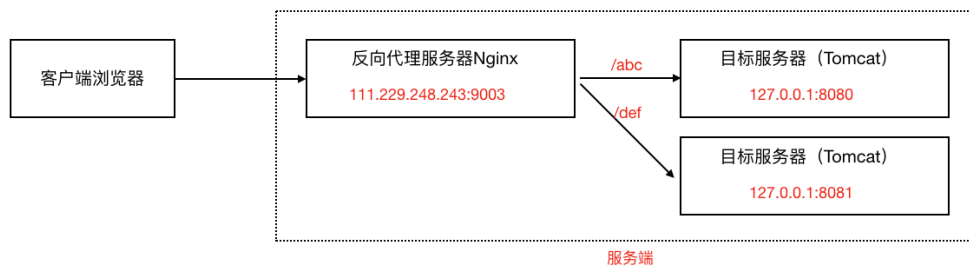 客户端浏览器
反向代理服务器Nginx
111.229.248.243:9003
/abc
/def
目标服务器（Tomcat）
127.0.0.1:8080
目标服务器（Tomcat）
127.0.0.1:8081
服务端